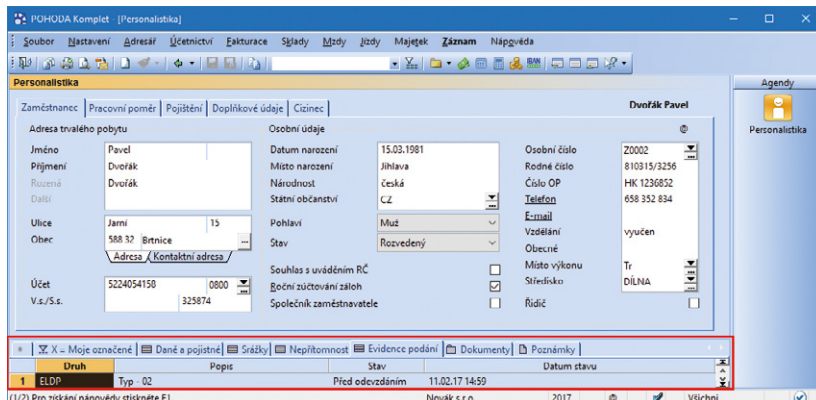 POHODA Komplet - [Personalistika]
Soubor Nastavení Adresář Účetnictví Fakturace Sklady Mzdy Jízdy Majetek Záznam Nápověda
Personalistika
Agendy
Personalistika
Zaměstnanec Pracovní poměr Pojištění Doplňkové údaje Cizinec Dvořák Pavel
Adresa trvalého pobytu Osobní údaje @
Jméno Pavel Datum narození 15.03.1981 Osobní číslo Z0002
Příjmení Dvořák Místo narození Jihlava Rodné číslo 810315/3256
Rozená Dvořák Národnost česká Číslo OP HK 1236852
Další Státní občanství CZ Telefon 658 352 834
E-mail
Ulice Jarní 15 Pohlaví Muž Vzdělání vyučen
Obec 588 32 Brtnice ... Stav Rozvedený Obecné
Adresa Kontaktní adresa
Souhlas s uváděním RČ Místo výkonu Tr
Účet 5224054158 0800 Roční zúčtování záloh Středisko DÍLNA
V.s./S.s. 325874 Společník zaměstnavatele Řidič
* X = Moje označené Daně a pojistné Srážky Nepřítomnost Evidence podání Dokumenty Poznámky
Druh Popis Stav Datum stavu
1 ELDP Typ - 02 Před odevzdáním 11.02.17 14:59
(1/2) Pro získání nápovědy stiskněte F1. Novák s.r.o. 2017 @ Všichni